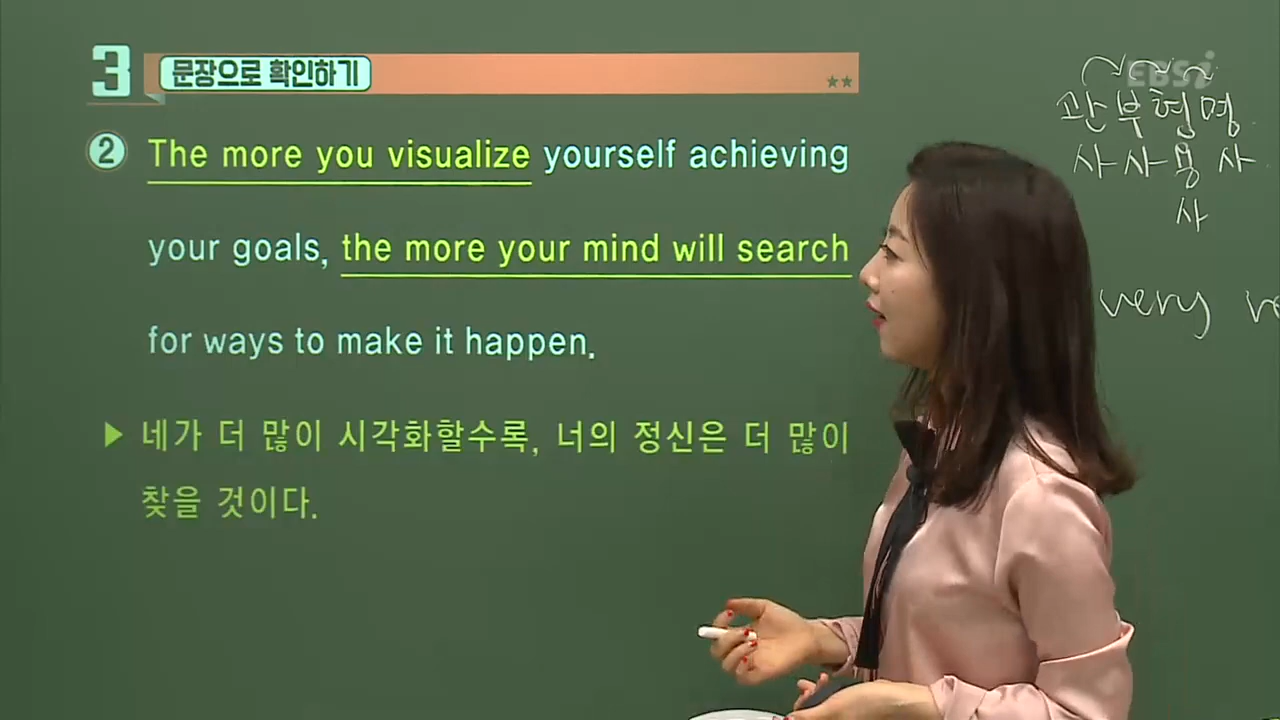 3 문장으로 확인하기
★★
② The more you visualize yourself achieving
your goals, the more your mind will search
for ways to make it happen.
▶ 네가 더 많이 시각화할수록, 너의 정신은 더 많이
찾을 것이다.
EBSi
관 부 형 명
사 사 용 사
사
very